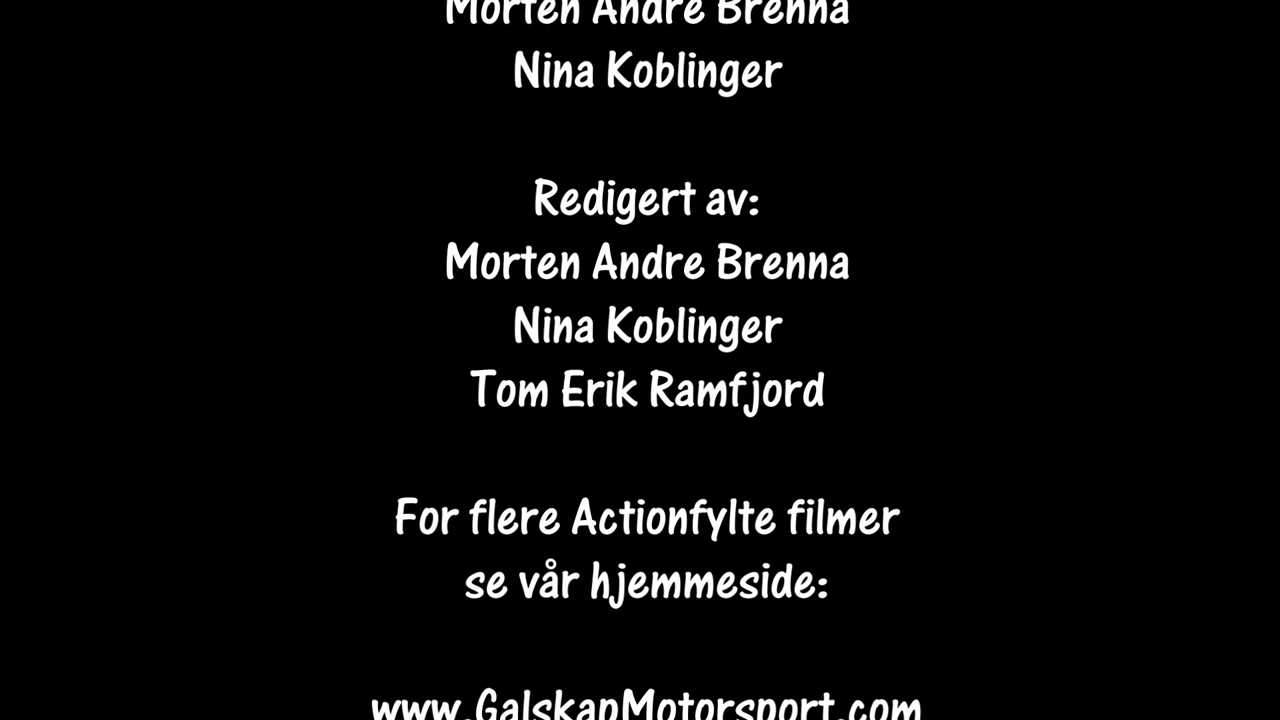 Morten Andre Brenna
Nina Koblinger
Redigert av:
Morten Andre Brenna
Nina Koblinger
Tom Erik Ramfjord
For flere Actionfylte filmer
se vår hjemmeside:
www.GalskapMotorsport.com